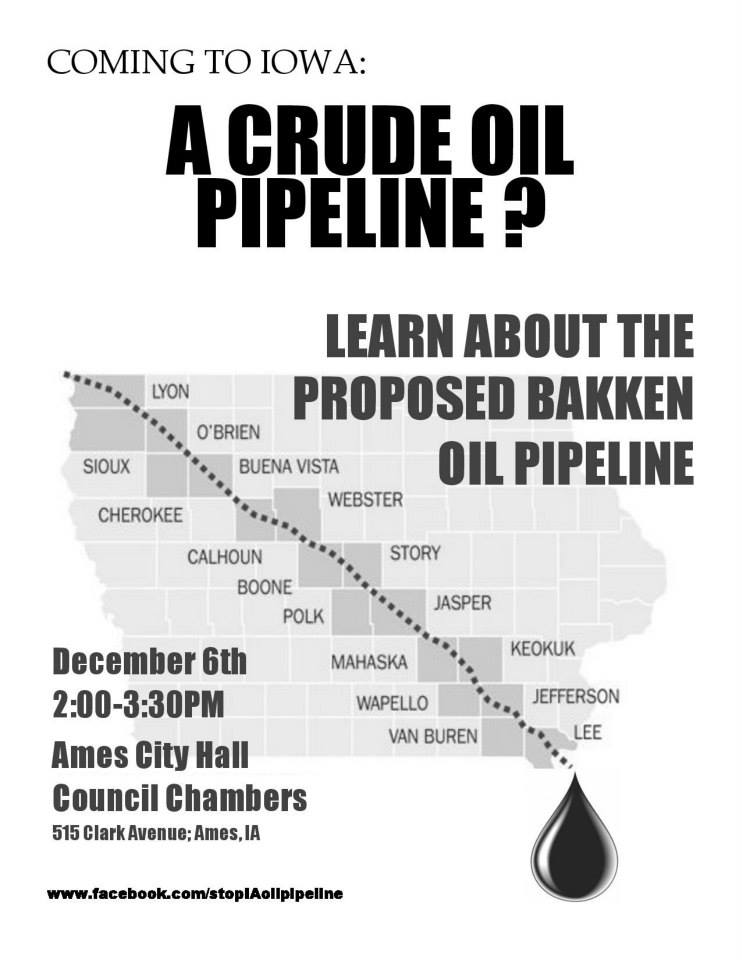 COMING TO IOWA:
A CRUDE OIL
PIPELINE ?
LEARN ABOUT THE
PROPOSED BAKKEN
OIL PIPELINE
LYON
O'BRIEN
SIOUX
BUENA VISTA
WEBSTER
CHEROKEE
CALHOUN
STORY
BOONE
JASPER
POLK
KEOKUK
MAHASKA
JEFFERSON
WAPELLO
LEE
VAN BUREN
December 6th
2:00-3:30PM
Ames City Hall
Council Chambers
515 Clark Avenue; Ames, IA
www.facebook.com/stopIAoilpipeline